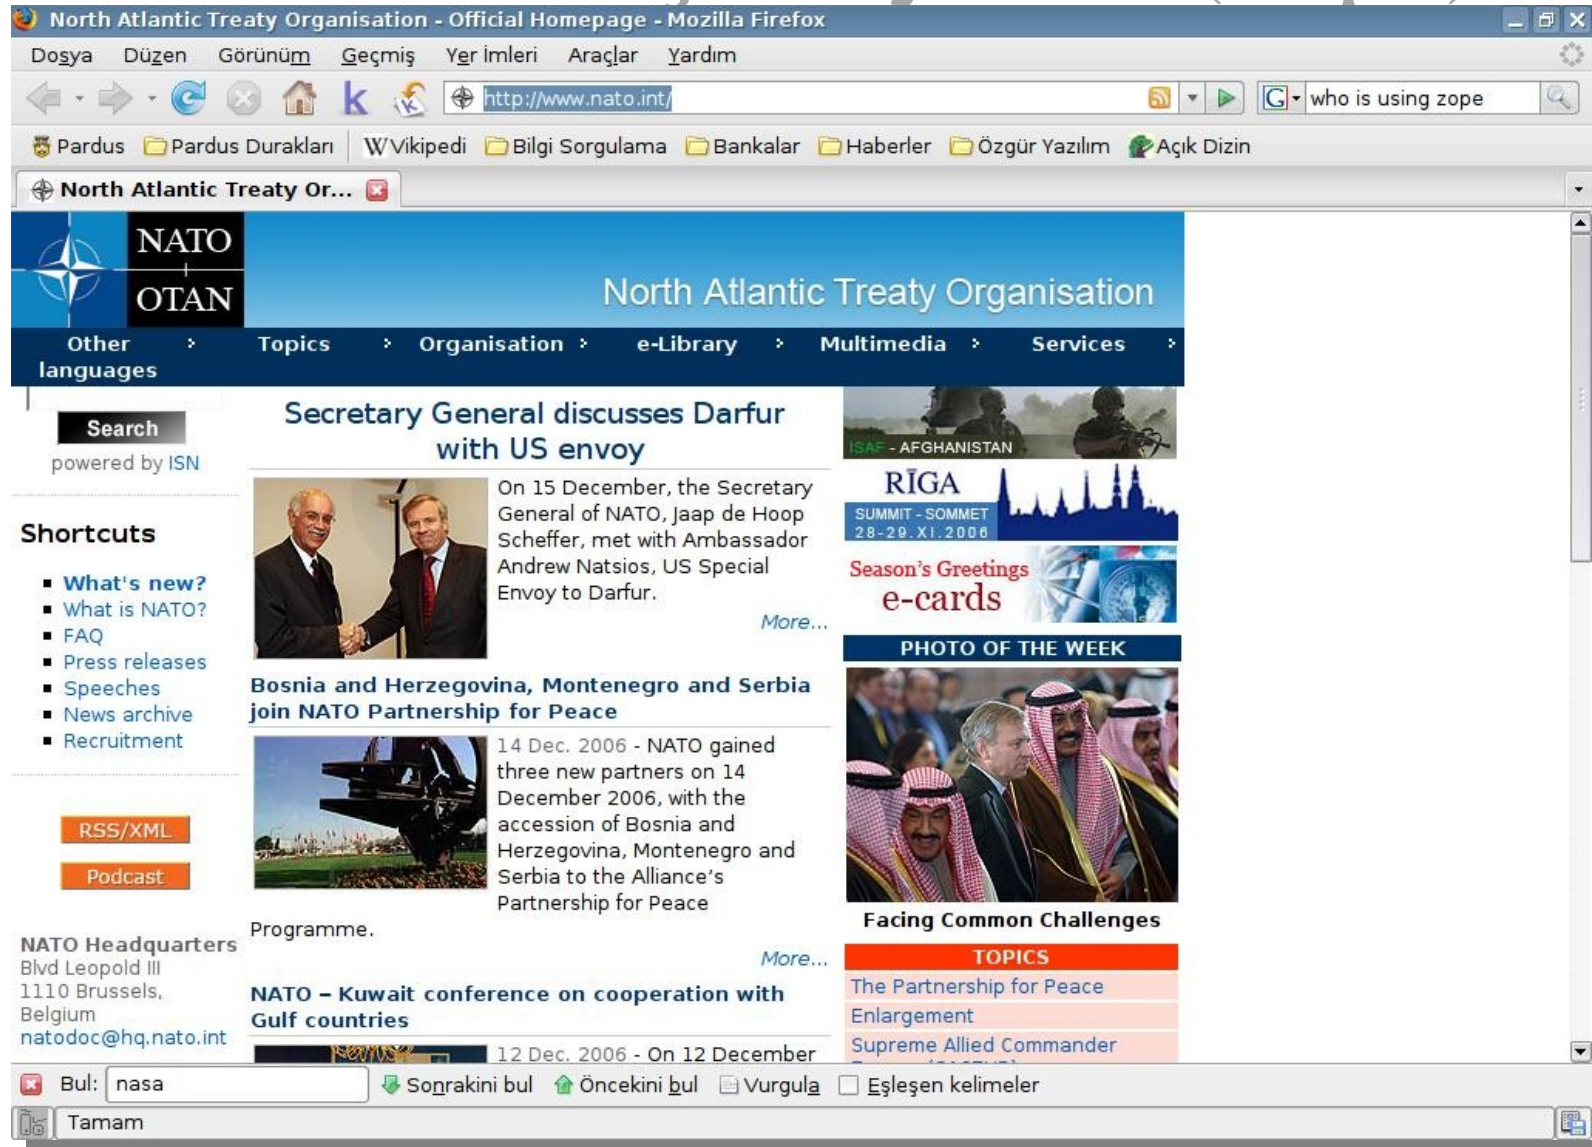 North Atlantic Treaty Organisation - Official Homepage - Mozilla Firefox
Dosya Düzen Görünüm Geçmiş Yer İmleri Araçlar Yardım
http://www.nato.int/ who is using zope
Pardus Pardus Durakları Vikipedi Bilgi Sorgulama Bankalar Haberler Özgür Yazılım Açık Dizin
North Atlantic Treaty Or...
NATO
OTAN
North Atlantic Treaty Organisation
Other languages Topics Organisation e-Library Multimedia Services
Search
powered by ISN
Shortcuts
What's new?
What is NATO?
FAQ
Press releases
Speeches
News archive
Recruitment
RSS/XML
Podcast
NATO Headquarters
Blvd Leopold III
1110 Brussels,
Belgium
natodoc@hq.nato.int
Secretary General discusses Darfur
with US envoy
On 15 December, the Secretary
General of NATO, Jaap de Hoop
Scheffer, met with Ambassador
Andrew Natsios, US Special
Envoy to Darfur.
More...
Bosnia and Herzegovina, Montenegro and Serbia
join NATO Partnership for Peace
14 Dec. 2006 - NATO gained
three new partners on 14
December 2006, with the
accession of Bosnia and
Herzegovina, Montenegro and
Serbia to the Alliance's
Partnership for Peace
Programme.
More...
NATO – Kuwait conference on cooperation with
Gulf countries
12 Dec. 2006 - On 12 December
ISAF - AFGHANISTAN
RĪGA
SUMMIT - SOMMET
28-29.XI.2006
Season's Greetings
e-cards
PHOTO OF THE WEEK
Facing Common Challenges
TOPICS
The Partnership for Peace
Enlargement
Supreme Allied Commander
Bul: nasa Sonrakini bul Öncekini bul Vurgula Eşleşen kelimeler
Tamam